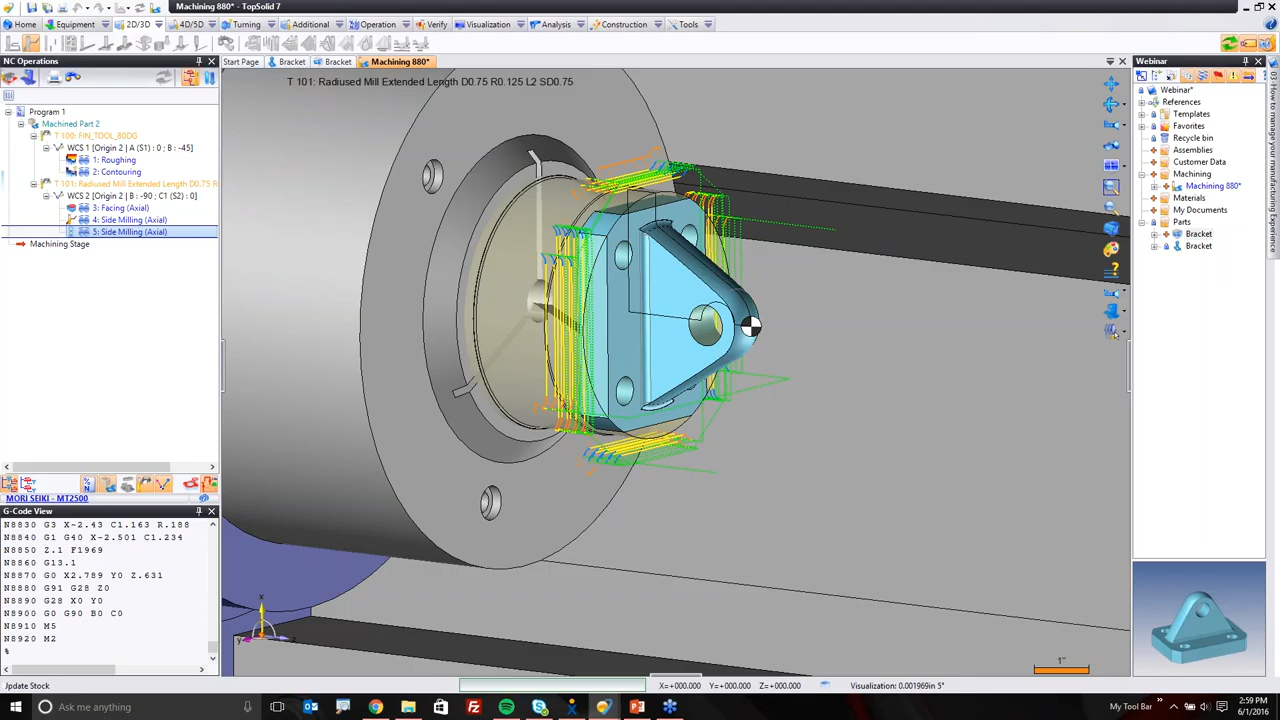 Machining 880* - TopSolid 7
Home Equipment 2D/3D 4D/5D Turning Additional Operation Verify Visualization Analysis Construction Tools
NC Operations
Start Page Bracket Bracket Machining 880*
Webinar
T 101: Radiused Mill Extended Length D0.75 R0.125 L2 SD0.75
Program 1
Machined Part 2
T 100: FIN_TOOL_80DG
WCS 1 [Origin 2 | A (S1) : 0 ; B : -45]
1: Roughing
2: Contouring
T 101: Radiused Mill Extended Length D0.75 R
WCS 2 [Origin 2 | B : -90 ; C1 (S2) : 0]
3: Facing (Axial)
4: Side Milling (Axial)
5: Side Milling (Axial)
Machining Stage
MORI SEIKI - MT2500
G-Code View
N8830 G3 X-2.43 C1.163 R.188
N8840 G1 G40 X-2.501 C1.234
N8850 Z.1 F1969
N8860 G13.1
N8870 G0 X2.789 Y0 Z.631
N8880 G91 G28 Z0
N8890 G28 X0 Y0
N8900 G0 G90 B0 C0
N8910 M5
N8920 M2
%
Webinar*
References
Templates
Favorites
Recycle bin
Assemblies
Customer Data
Machining
Machining 880*
Materials
My Documents
Parts
Bracket
Bracket
x
y
z
1"
Jpdate Stock
X=+000.000 Y=+000.000 Z=+000.000
Visualization: 0.001969in 5°
Ask me anything
My Tool Bar
2:59 PM
6/1/2016